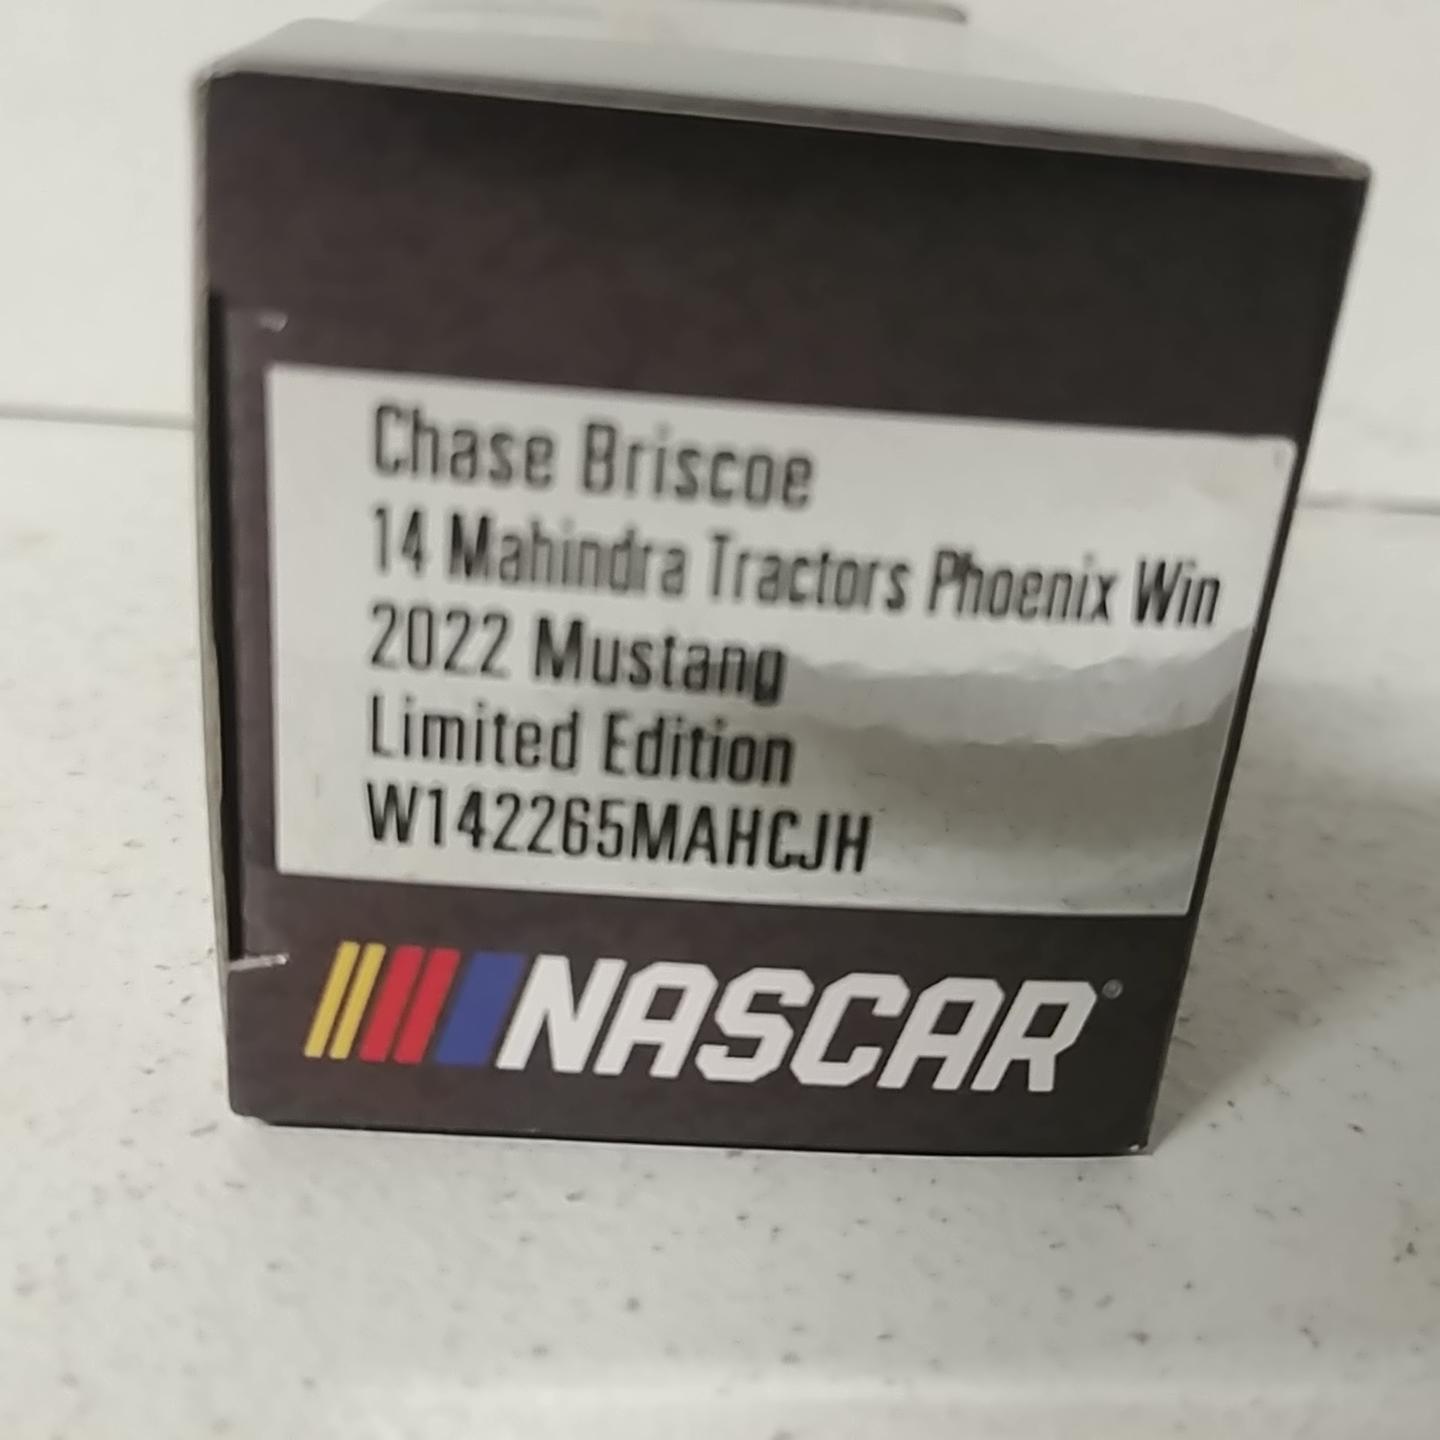 Chase Briscoe
14 Mahindra Tractors Phoenix Win
2022 Mustang
Limited Edition
W142265MAHCJH
NASCAR®